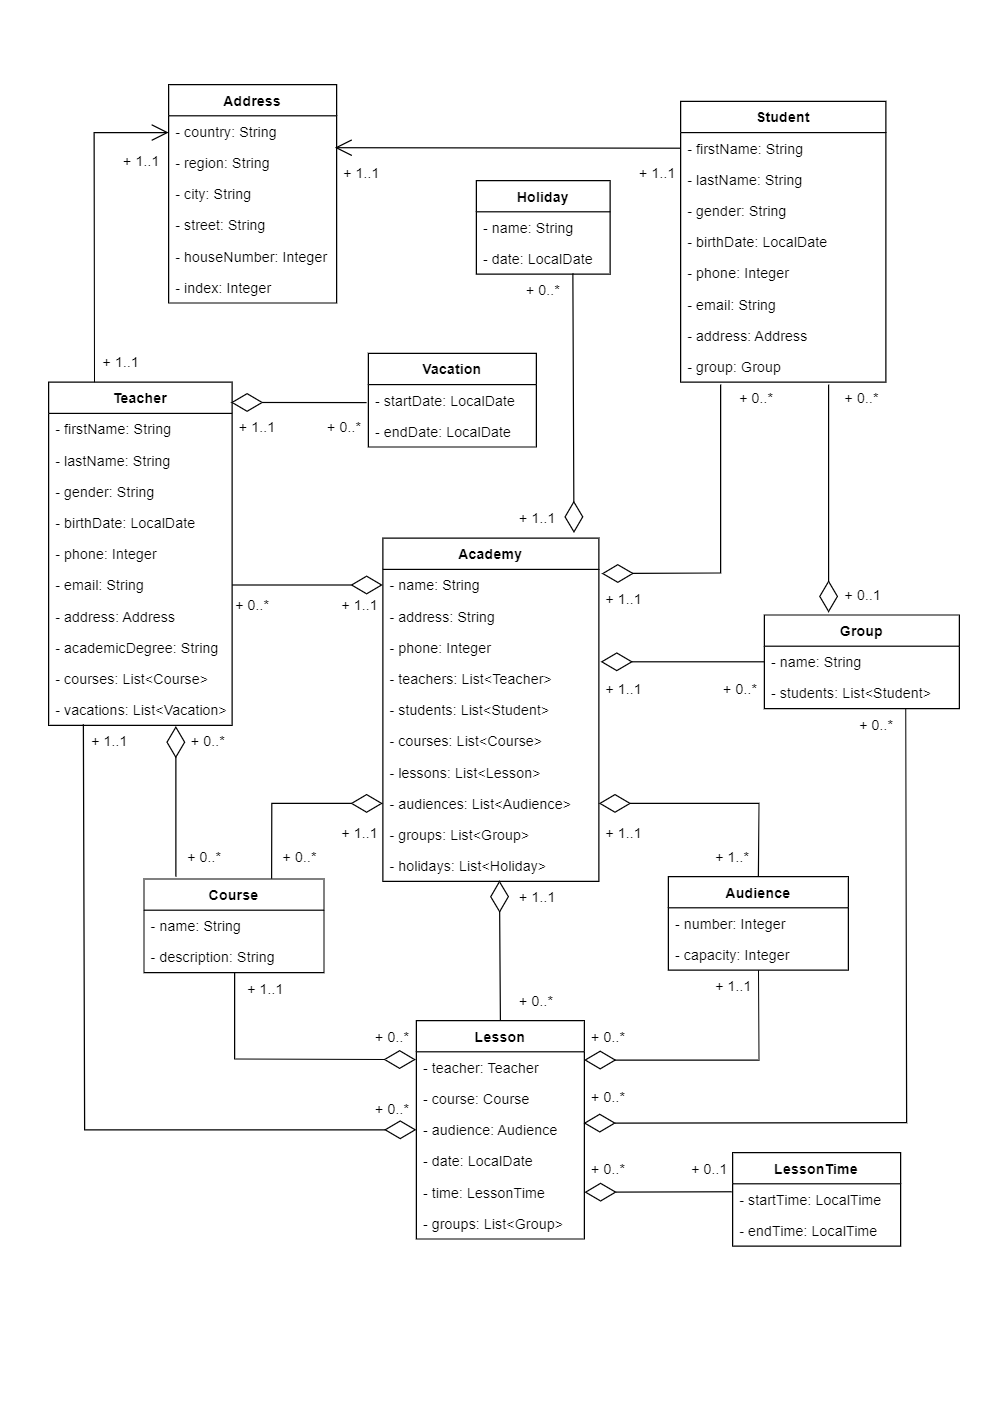 Address
- country: String
- region: String
- city: String
- street: String
- houseNumber: Integer
- index: Integer
+ 1..1
+ 1..1
+ 1..1
+ 1..1
Student
- firstName: String
- lastName: String
- gender: String
- birthDate: LocalDate
- phone: Integer
- email: String
- address: Address
- group: Group
Holiday
- name: String
- date: LocalDate
+ 0..*
+ 1..1
Vacation
- startDate: LocalDate
- endDate: LocalDate
+ 1..1
+ 0..*
+ 0..*
+ 0..*
Teacher
- firstName: String
- lastName: String
- gender: String
- birthDate: LocalDate
- phone: Integer
- email: String
- address: Address
- academicDegree: String
- courses: List<Course>
- vacations: List<Vacation>
+ 0..*
+ 1..1
Academy
- name: String
- address: String
- phone: Integer
- teachers: List<Teacher>
- students: List<Student>
- courses: List<Course>
- lessons: List<Lesson>
- audiences: List<Audience>
- groups: List<Group>
- holidays: List<Holiday>
+ 1..1
+ 0..1
Group
- name: String
- students: List<Student>
+ 1..1
+ 0..*
+ 0..*
+ 1..1
+ 0..*
+ 1..1
+ 1..1
+ 0..*
+ 0..*
+ 1..*
Course
- name: String
- description: String
+ 1..1
+ 1..1
Audience
- number: Integer
- capacity: Integer
+ 1..1
+ 0..*
+ 0..*
+ 0..*
+ 0..*
+ 0..*
Lesson
- teacher: Teacher
- course: Course
- audience: Audience
- date: LocalDate
- time: LessonTime
- groups: List<Group>
+ 0..*
+ 0..1
LessonTime
- startTime: LocalTime
- endTime: LocalTime